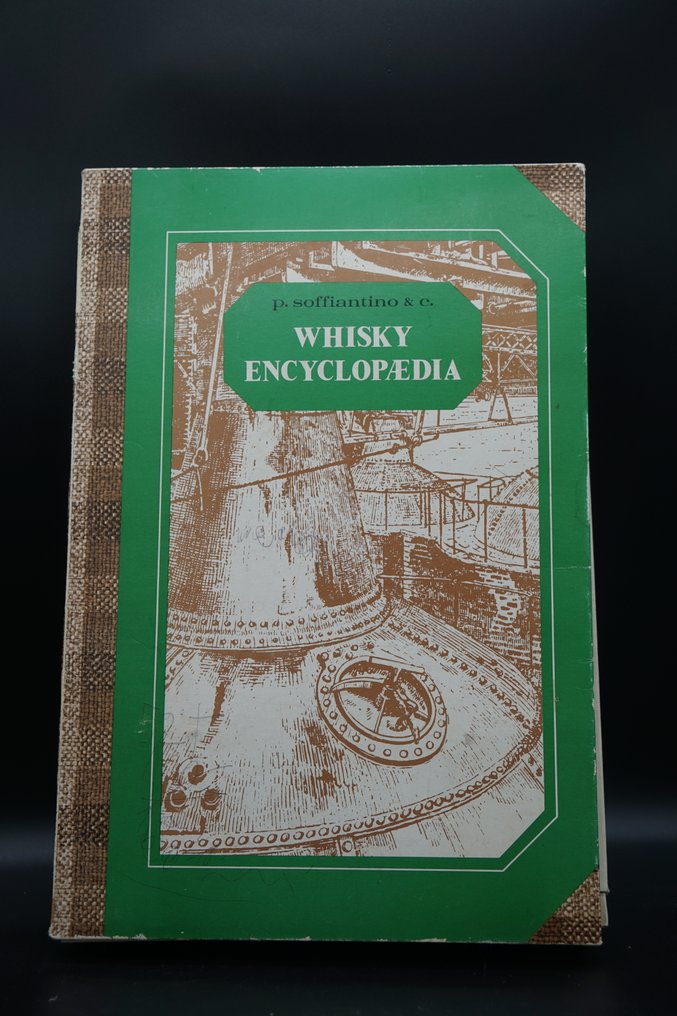 p. soffiantino & c.
WHISKY
ENCYCLOPÆDIA